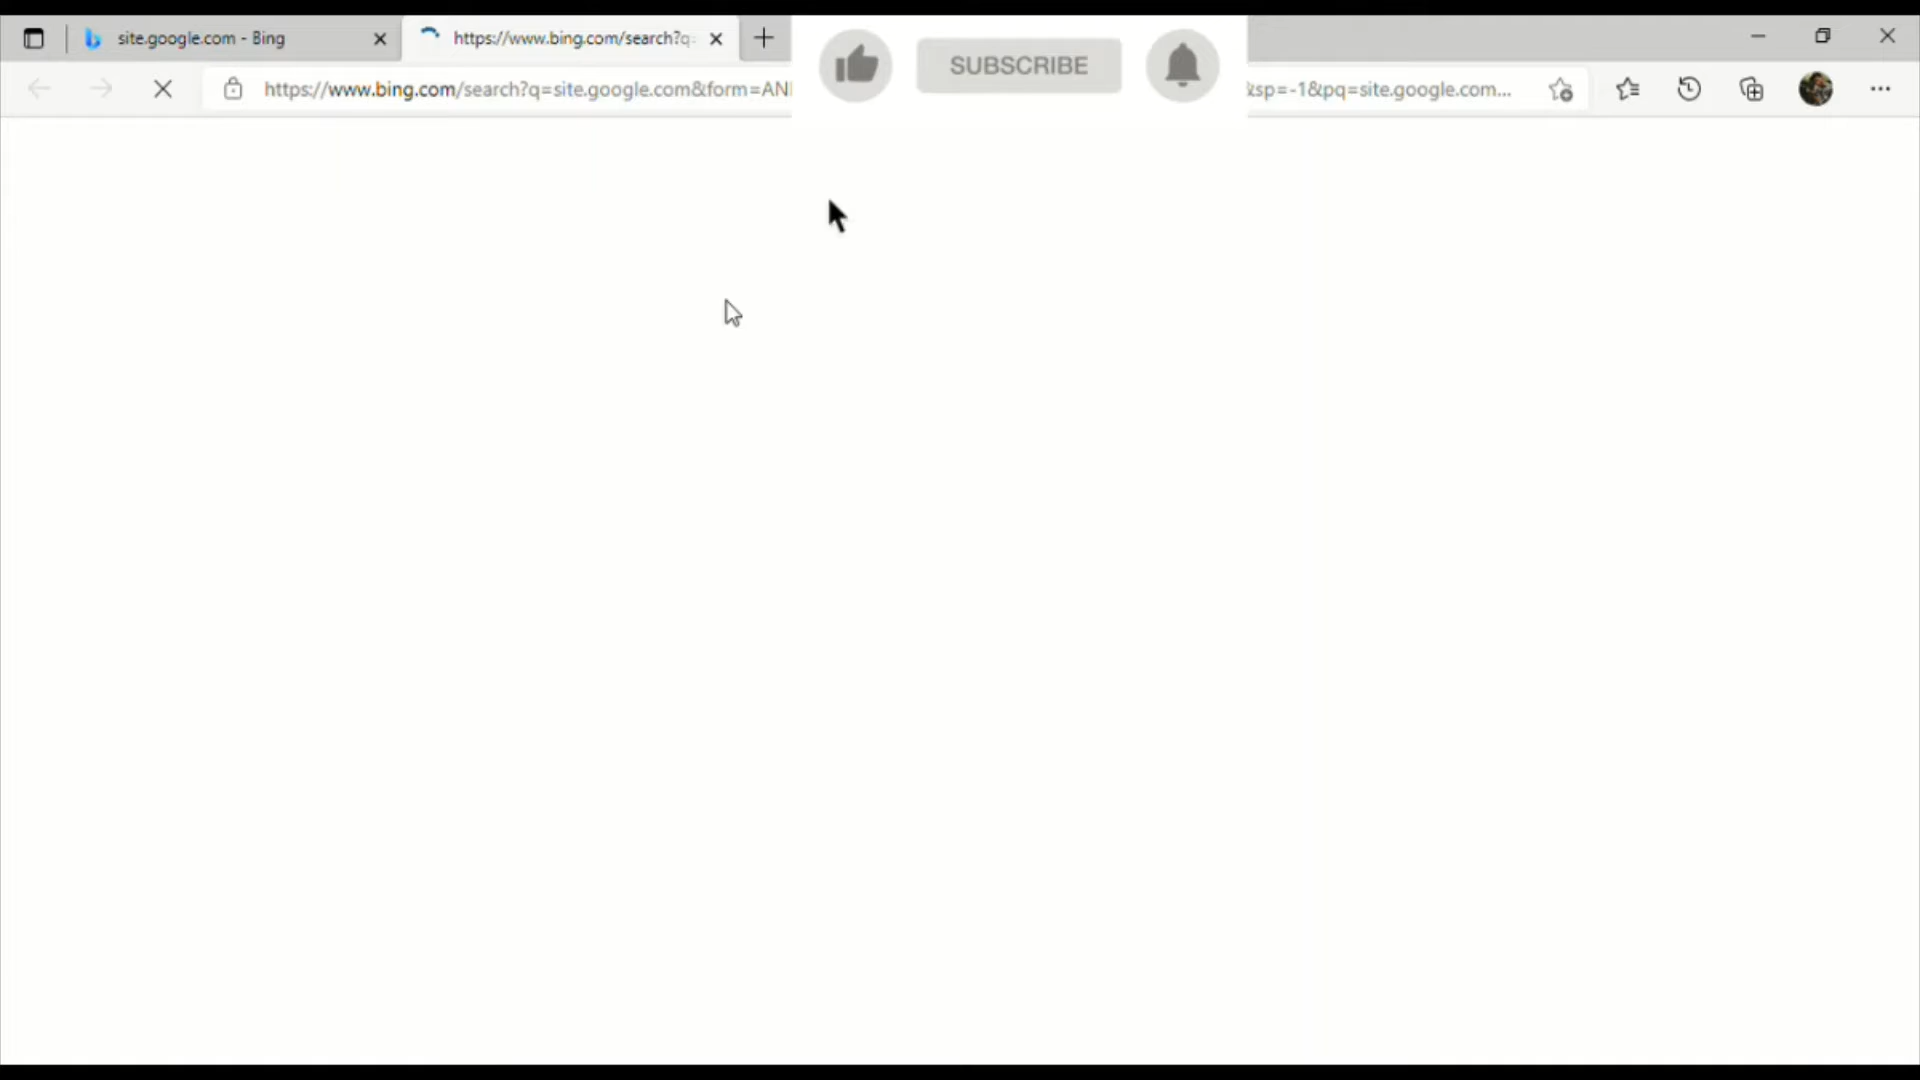 site.google.com - Bing
https://www.bing.com/search?q=
SUBSCRIBE
https://www.bing.com/search?q=site.google.com&form=AN
&sp=-1&pq=site.google.com...